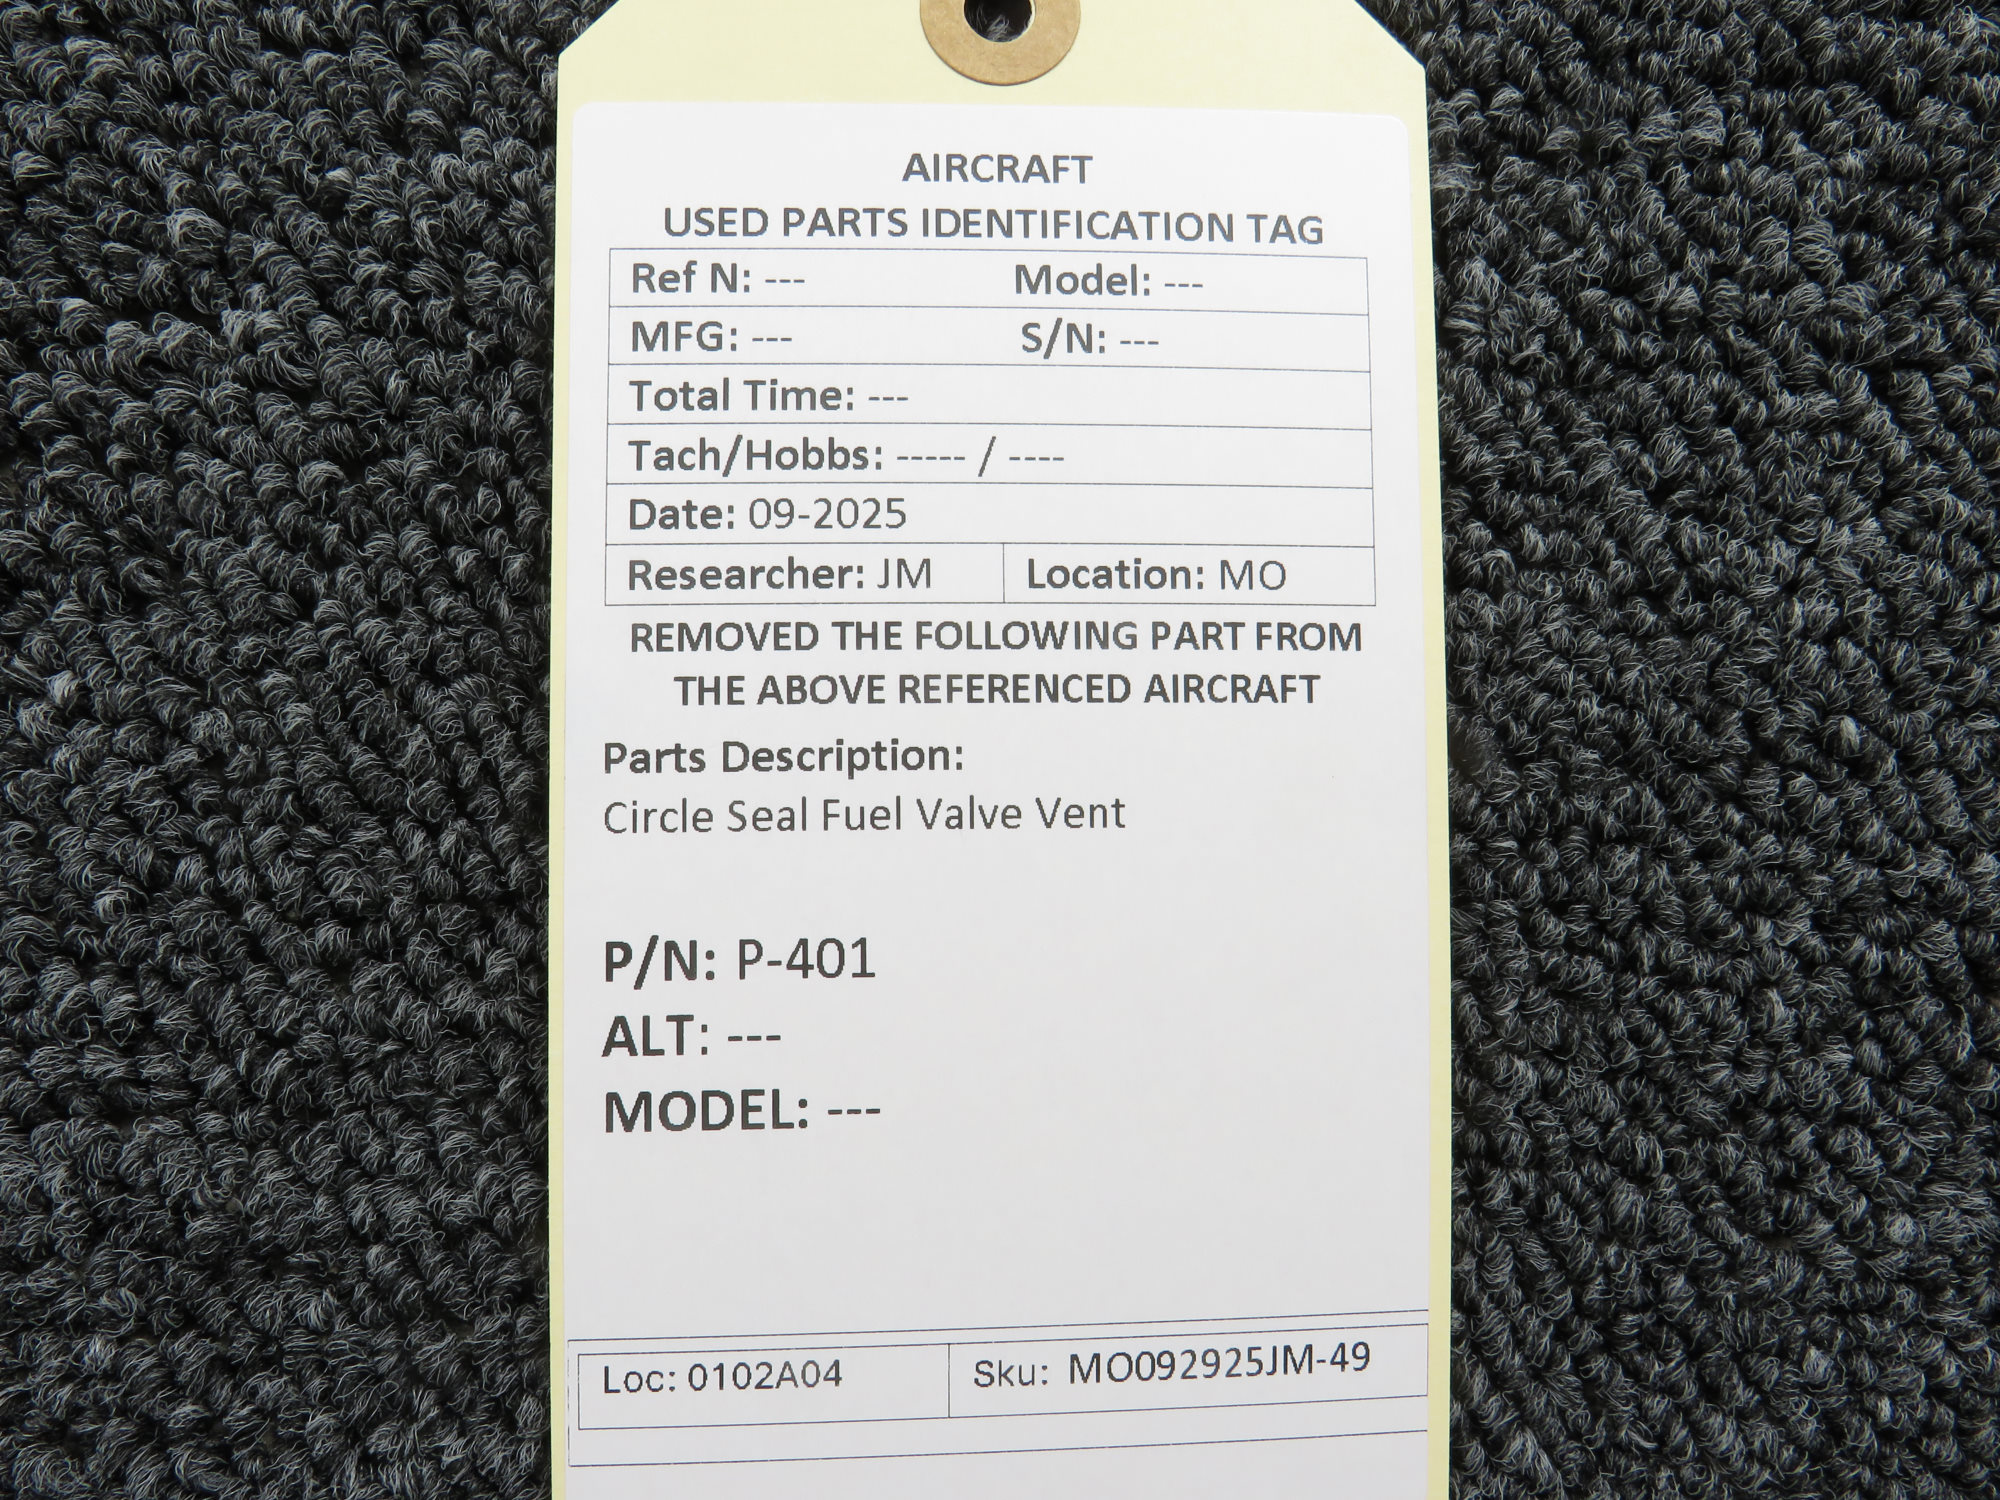 AIRCRAFT
USED PARTS IDENTIFICATION TAG
Ref N: --- Model: ---
MFG: --- S/N: ---
Total Time: ---
Tach/Hobbs: ----- / ----
Date: 09-2025
Researcher: JM Location: MO
REMOVED THE FOLLOWING PART FROM
THE ABOVE REFERENCED AIRCRAFT
Parts Description:
Circle Seal Fuel Valve Vent
P/N: P-401
ALT: ---
MODEL: ---
Loc: 0102A04 Sku: MO092925JM-49